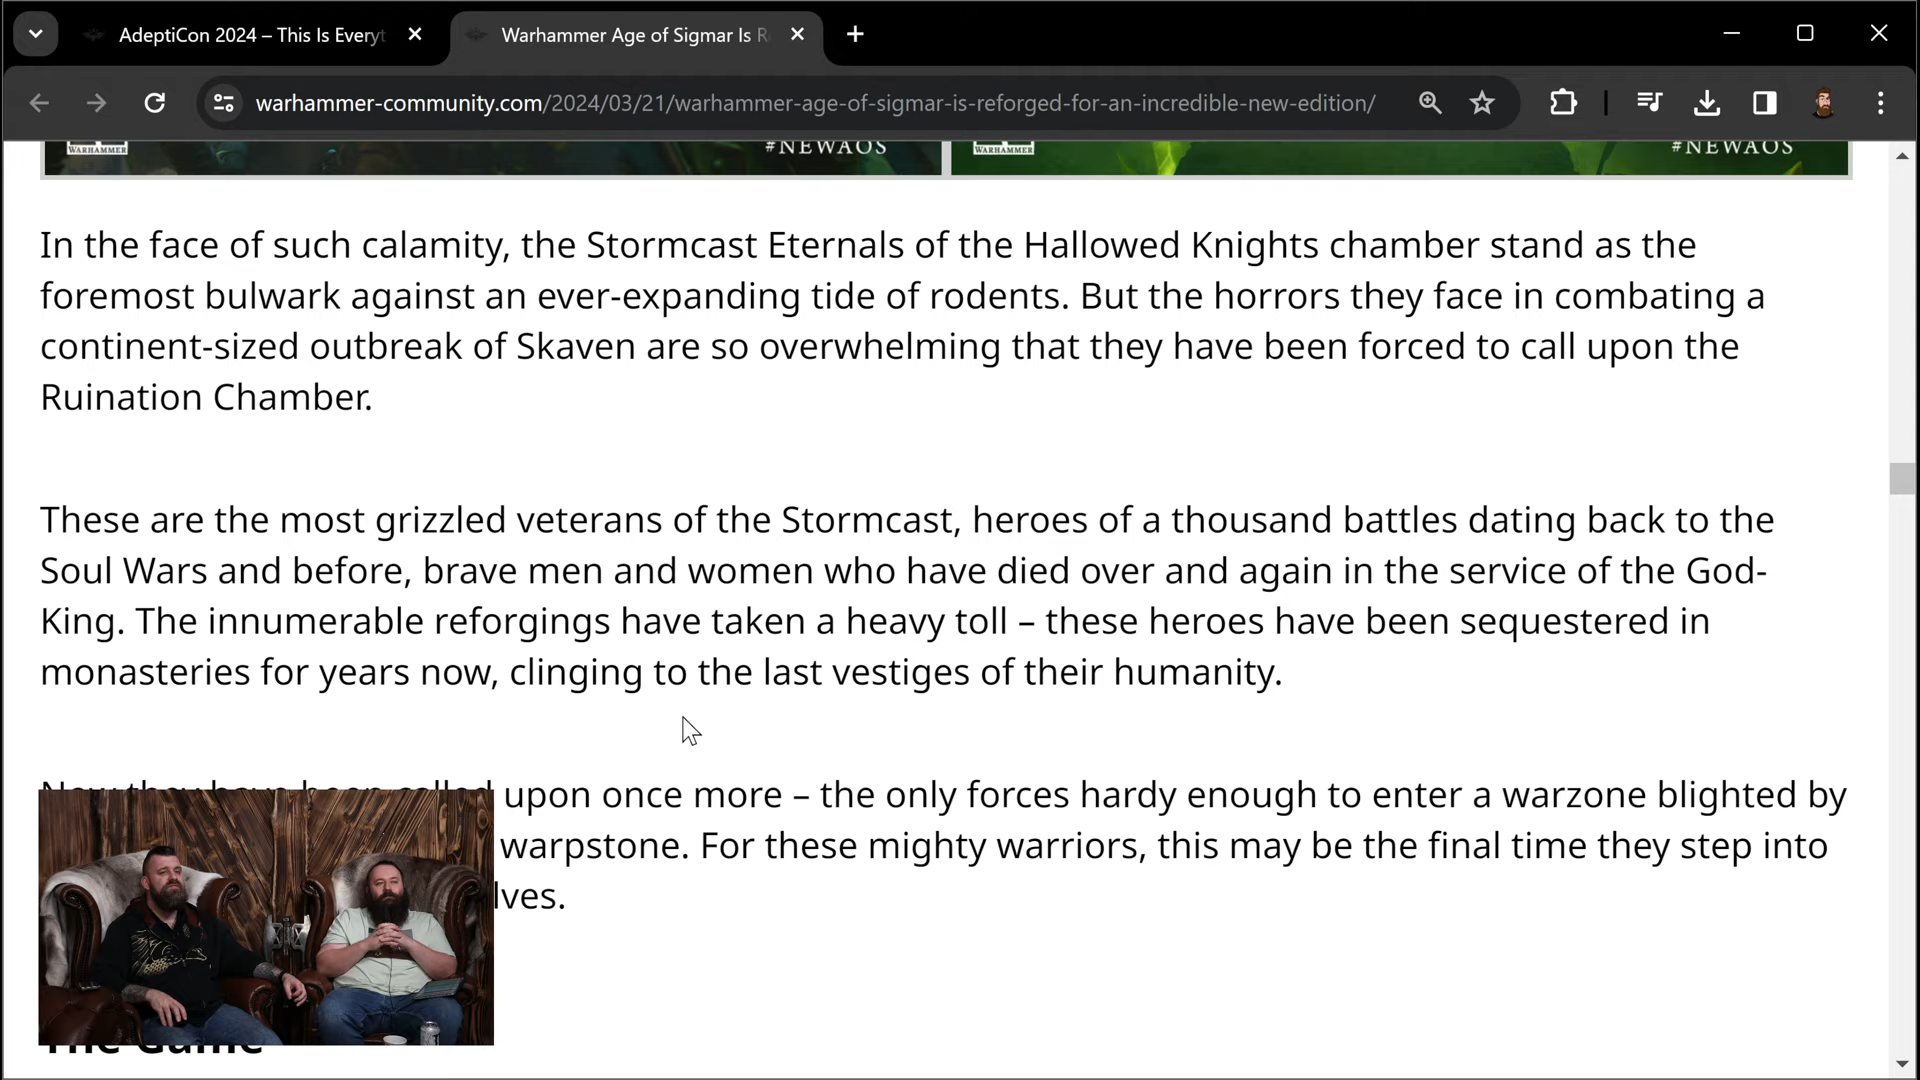 AdeptiCon 2024 – This Is Everyt
Warhammer Age of Sigmar Is R
warhammer-community.com/2024/03/21/warhammer-age-of-sigmar-is-reforged-for-an-incredible-new-edition/
WARHAMMER #NEWAOS WARHAMMER #NEWAOS
In the face of such calamity, the Stormcast Eternals of the Hallowed Knights chamber stand as the
foremost bulwark against an ever-expanding tide of rodents. But the horrors they face in combating a
continent-sized outbreak of Skaven are so overwhelming that they have been forced to call upon the
Ruination Chamber.
These are the most grizzled veterans of the Stormcast, heroes of a thousand battles dating back to the
Soul Wars and before, brave men and women who have died over and again in the service of the God-
King. The innumerable reforgings have taken a heavy toll – these heroes have been sequestered in
monasteries for years now, clinging to the last vestiges of their humanity.
Now they have been called upon once more – the only forces hardy enough to enter a warzone blighted by
warpstone. For these mighty warriors, this may be the final time they step into
lves.
The Game